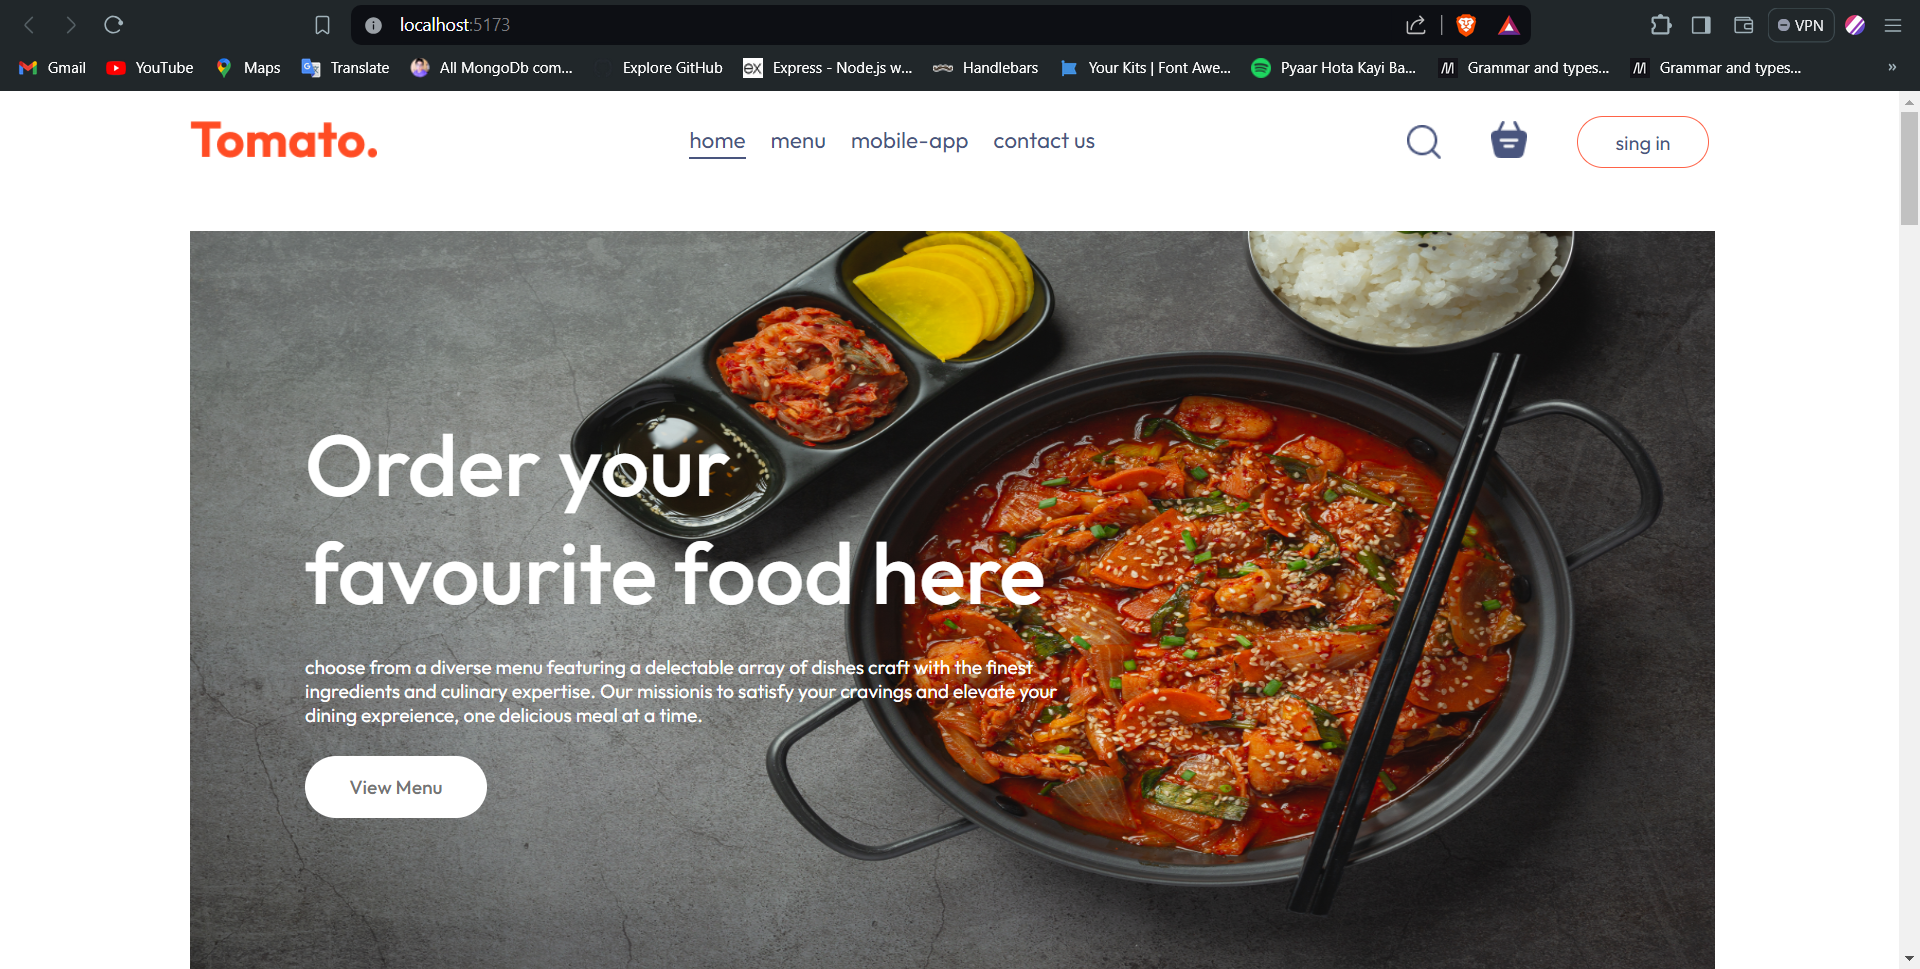 localhost:5173
VPN
Gmail YouTube Maps Translate All MongoDb com... Explore GitHub Express - Node.js w... Handlebars Your Kits | Font Awe... Pyaar Hota Kayi Ba... Grammar and types... Grammar and types... »
Tomato. home menu mobile-app contact us sing in
Order your
favourite food here
choose from a diverse menu featuring a delectable array of dishes craft with the finest
ingredients and culinary expertise. Our missionis to satisfy your cravings and elevate your
dining expreience, one delicious meal at a time.
View Menu